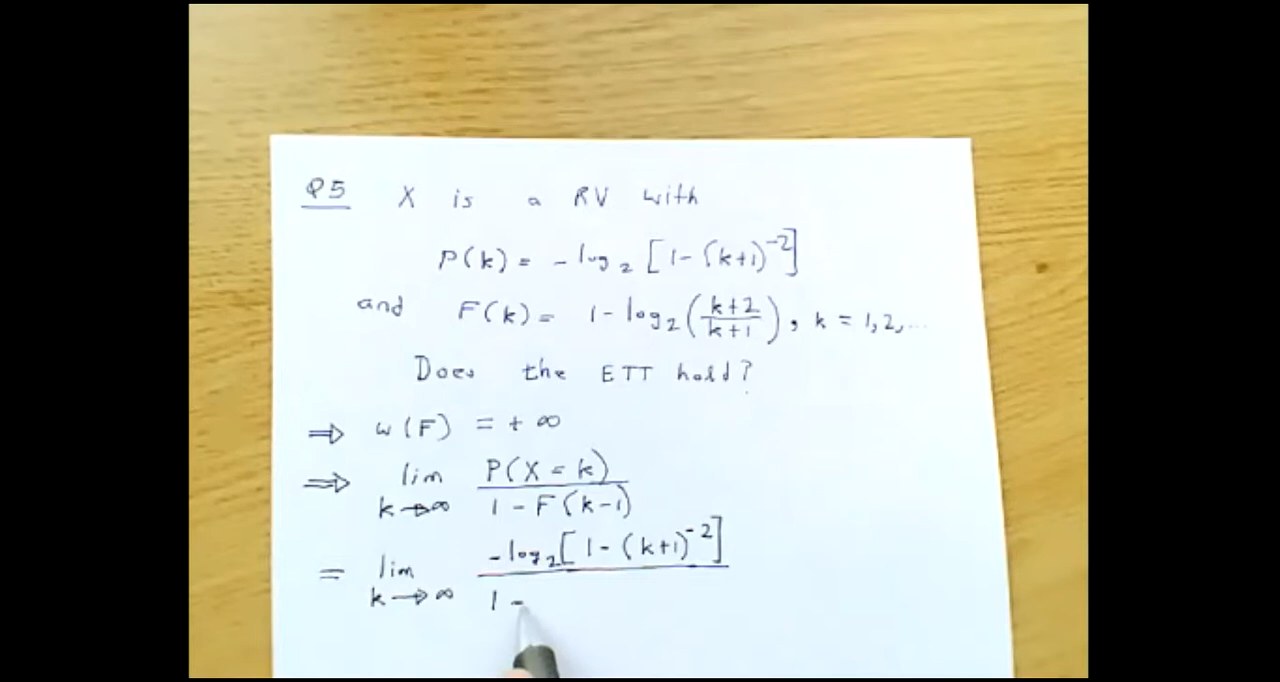 Q5 X is a RV with
P(k) = -log₂ [1-(k+1)⁻²]
and F(k) = 1-log₂(k+2/k+1), k = 1,2,...
Does the ETT hold?
⇒ w(F) = +∞
⇒ lim k→∞ P(X=k) / 1-F(k-1)
= lim k→∞ -log₂[1-(k+1)⁻²] / 1-